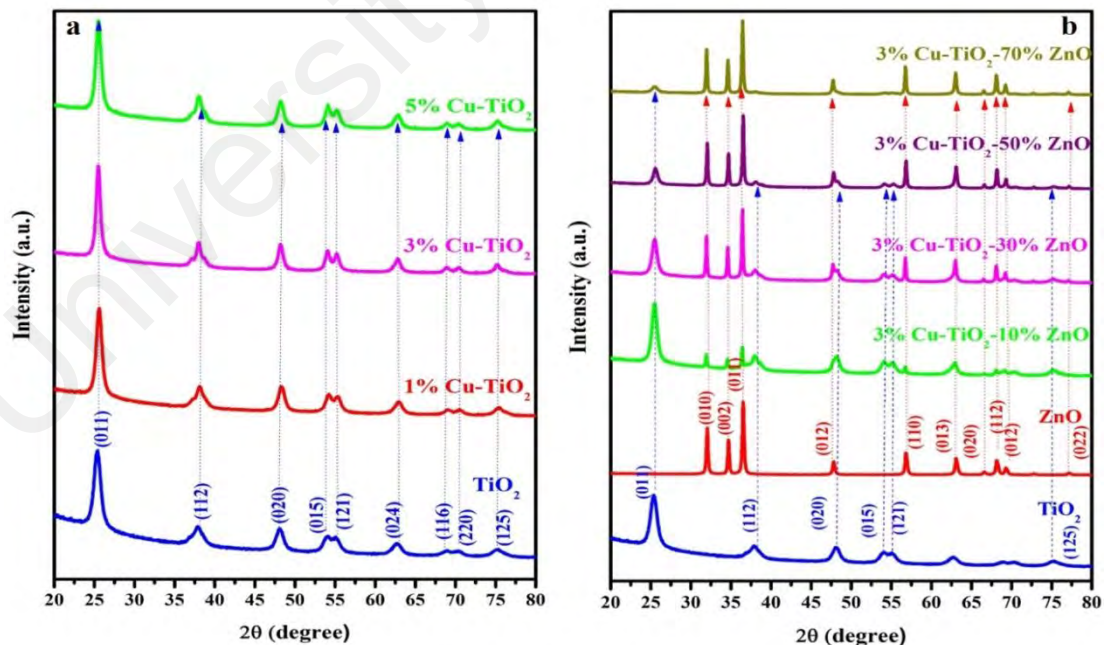 a
5% Cu-TiO₂
3% Cu-TiO₂
1% Cu-TiO₂
TiO₂
(011)
(112)
(020)
(015)
(121)
(024)
(116)
(220)
(125)
Intensity (a.u.)
20 25 30 35 40 45 50 55 60 65 70 75 80
2θ (degree)
b
3% Cu-TiO₂-70% ZnO
3% Cu-TiO₂-50% ZnO
3% Cu-TiO₂-30% ZnO
3% Cu-TiO₂-10% ZnO
ZnO
(010)
(002)
(011)
(012)
(110)
(013)
(020)
(112)
(012)
(022)
TiO₂
(011)
(112)
(020)
(015)
(121)
(125)
Intensity (a.u.)
20 25 30 35 40 45 50 55 60 65 70 75 80
2θ (degree)
University